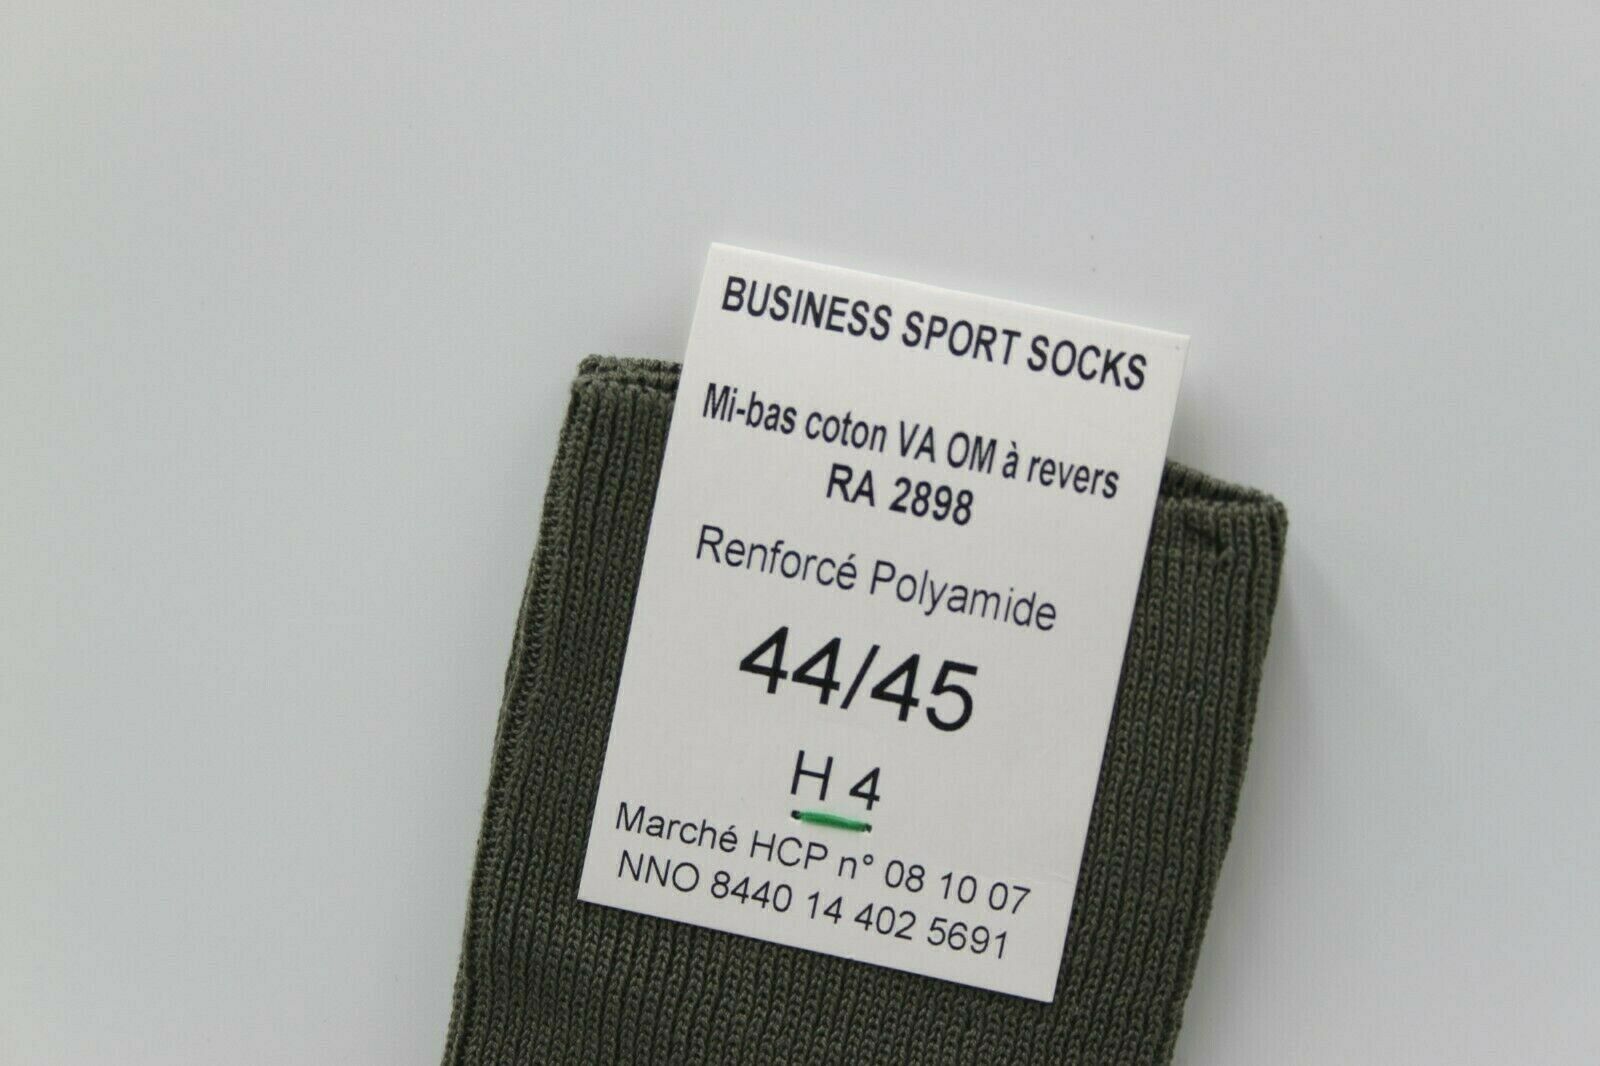 BUSINESS SPORT SOCKS
Mi-bas coton VA OM à revers
RA 2898
Renforcé Polyamide
44/45
H 4
Marché HCP n° 08 10 07
NNO 8440 14 402 5691